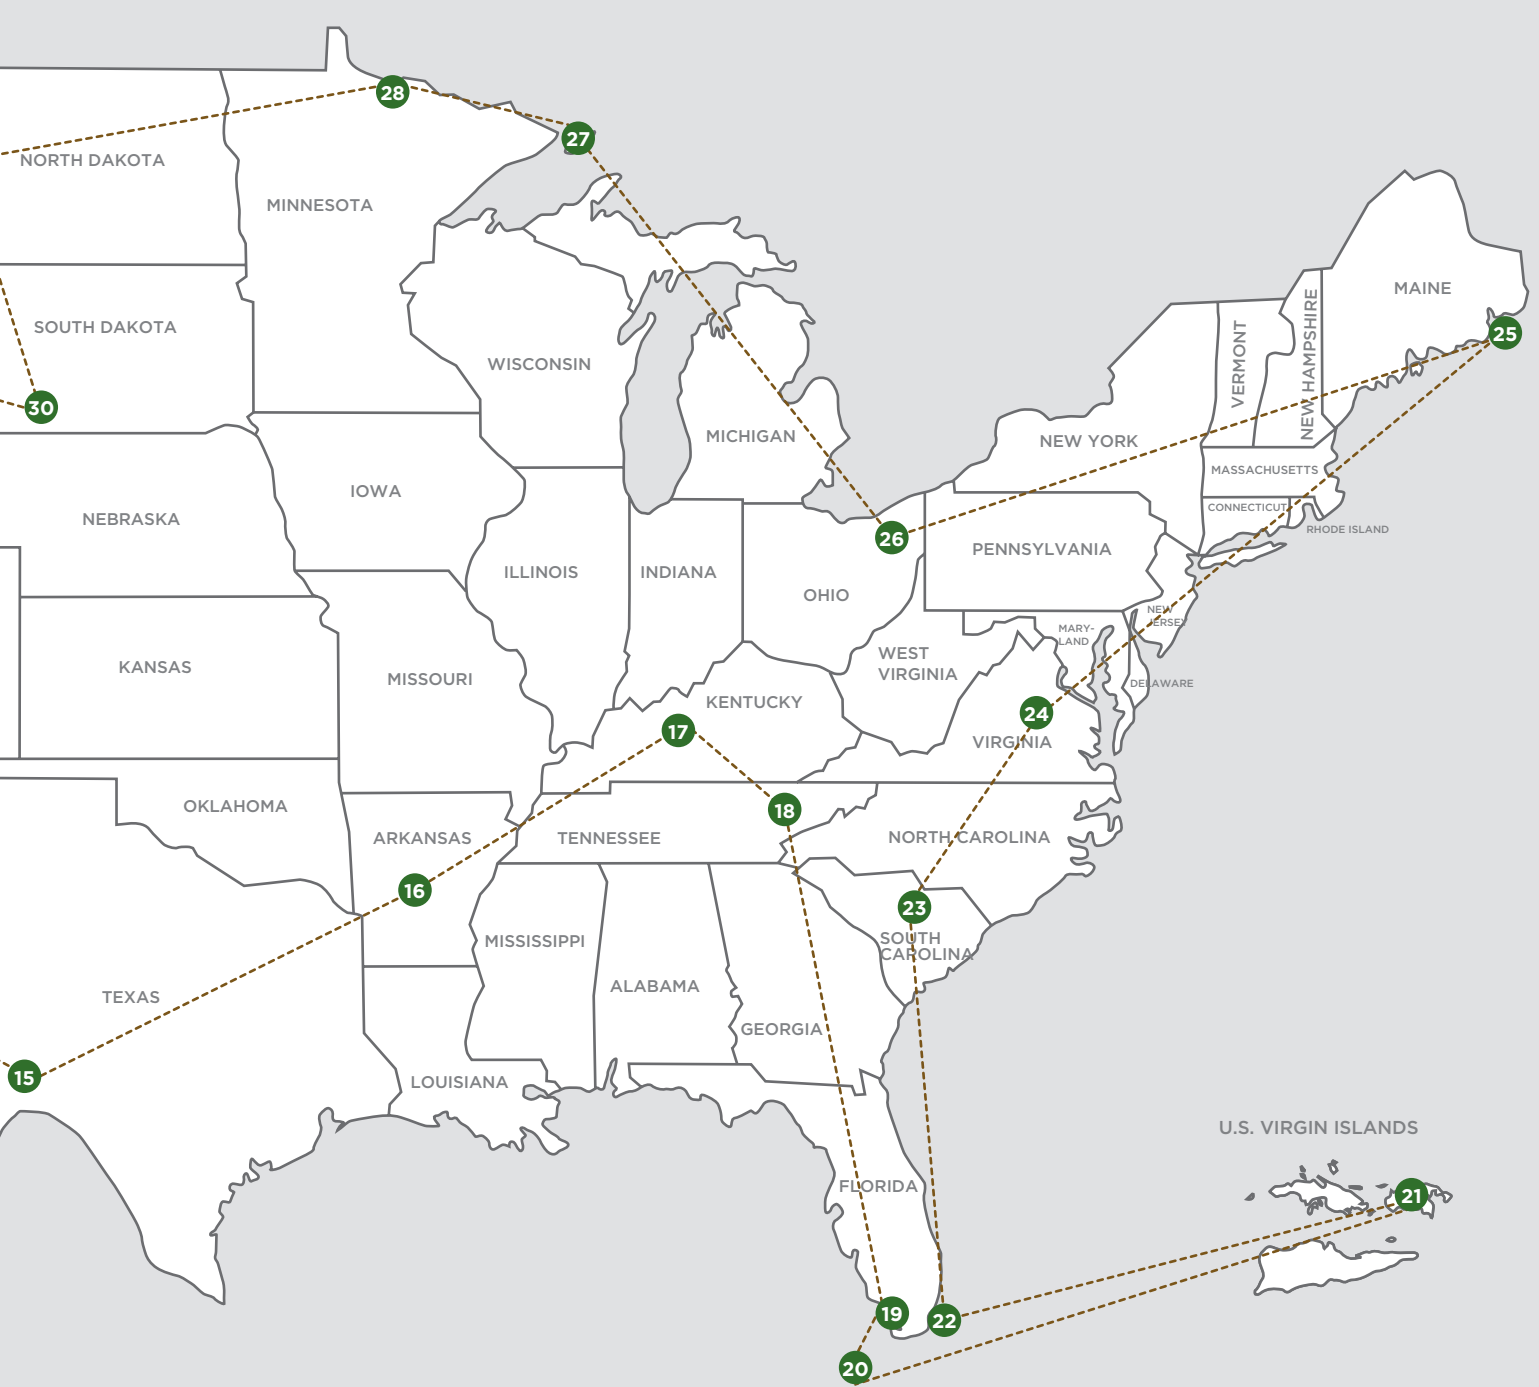 28
27
NORTH DAKOTA
MINNESOTA
MAINE
SOUTH DAKOTA
WISCONSIN
VERMONT
NEW HAMPSHIRE
25
30
MICHIGAN
NEW YORK
MASSACHUSETTS
IOWA
NEBRASKA
CONNECTICUT
RHODE ISLAND
26
PENNSYLVANIA
ILLINOIS
INDIANA
OHIO
NEW
JERSEY
MARY-
LAND
KANSAS
MISSOURI
WEST
VIRGINIA
DELAWARE
KENTUCKY
24
17
VIRGINIA
OKLAHOMA
18
ARKANSAS
TENNESSEE
NORTH CAROLINA
16
23
MISSISSIPPI
SOUTH
CAROLINA
ALABAMA
TEXAS
GEORGIA
15
LOUISIANA
U.S. VIRGIN ISLANDS
FLORIDA
21
19
22
20